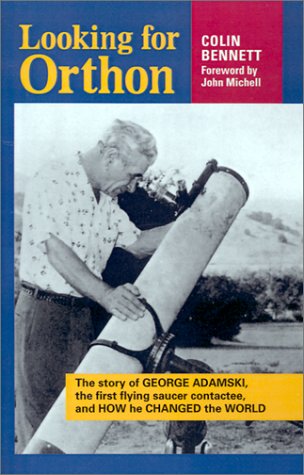 Looking for
Orthon
COLIN
BENNETT
Foreword by
John Michell
The story of GEORGE ADAMSKI,
the first flying saucer contactee,
and HOW he CHANGED the WORLD